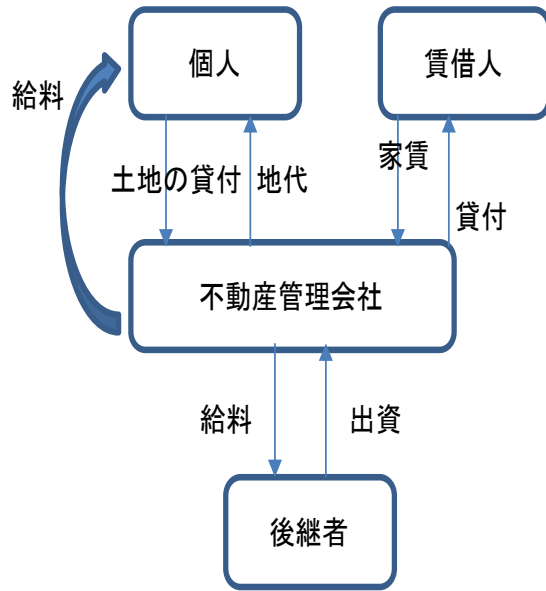 個人
賃借人
給料
家賃
土地の貸付
地代
貸付
不動産管理会社
給料
出資
後継者